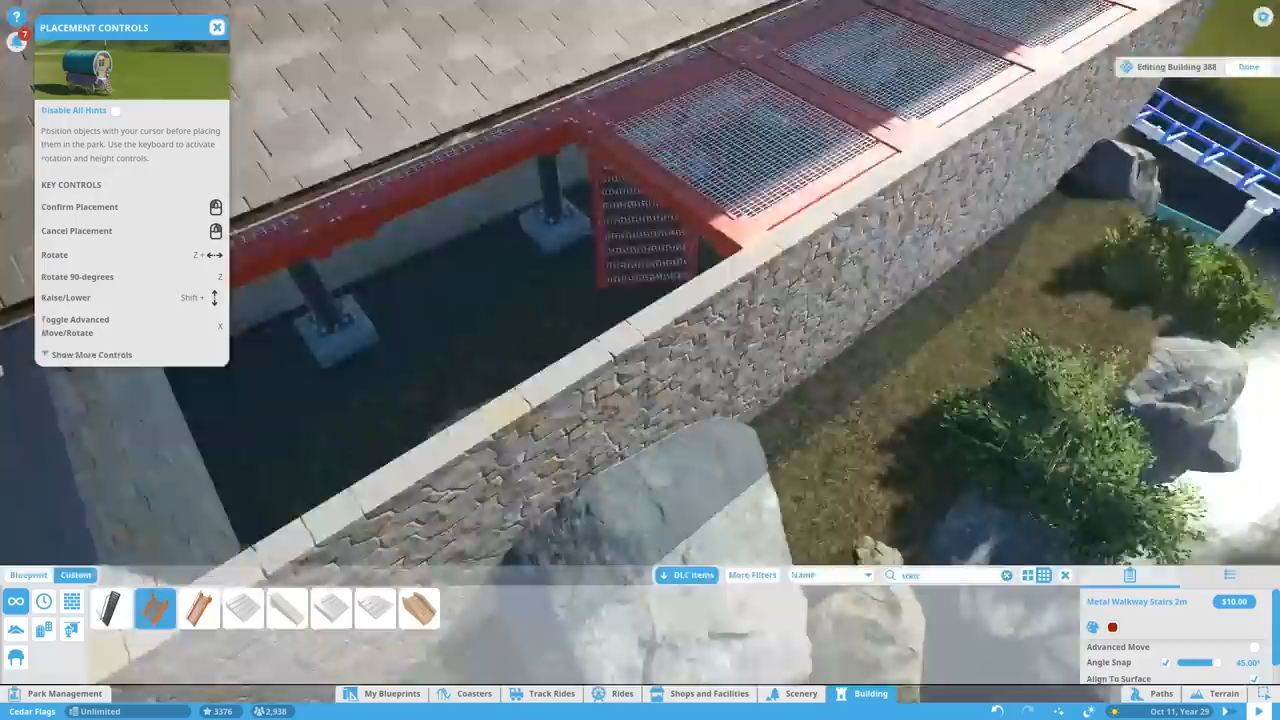 ?
7
PLACEMENT CONTROLS
Disable All Hints
Position objects with your cursor before placing
them in the park. Use the keyboard to activate
rotation and height controls.
KEY CONTROLS
Confirm Placement
Cancel Placement
Rotate Z +
Rotate 90-degrees Z
Raise/Lower Shift +
Toggle Advanced
Move/Rotate X
Show More Controls
Editing Building 388 Done
Blueprint Custom
DLC Items More Filters Name
Metal Walkway Stairs 2m $10.00
Advanced Move
Angle Snap 45.00°
Align To Surface
Park Management My Blueprints Coasters Track Rides Rides Shops and Facilities Scenery Building Paths Terrain
Cedar Flags Unlimited 3376 2,938 Oct 11, Year 29